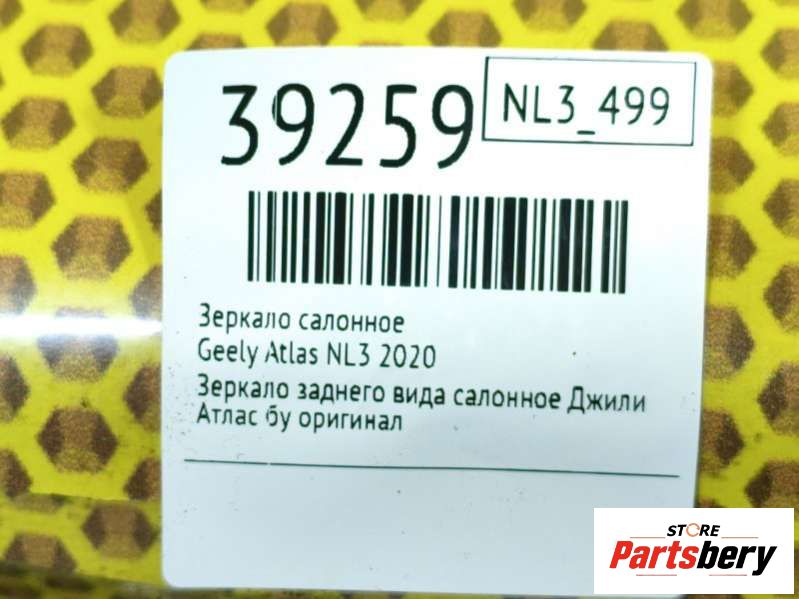 39259
NL3_499
Зеркало салонное
Geely Atlas NL3 2020
Зеркало заднего вида салонное Джили
Атлас бу оригинал
STORE
Partsbery